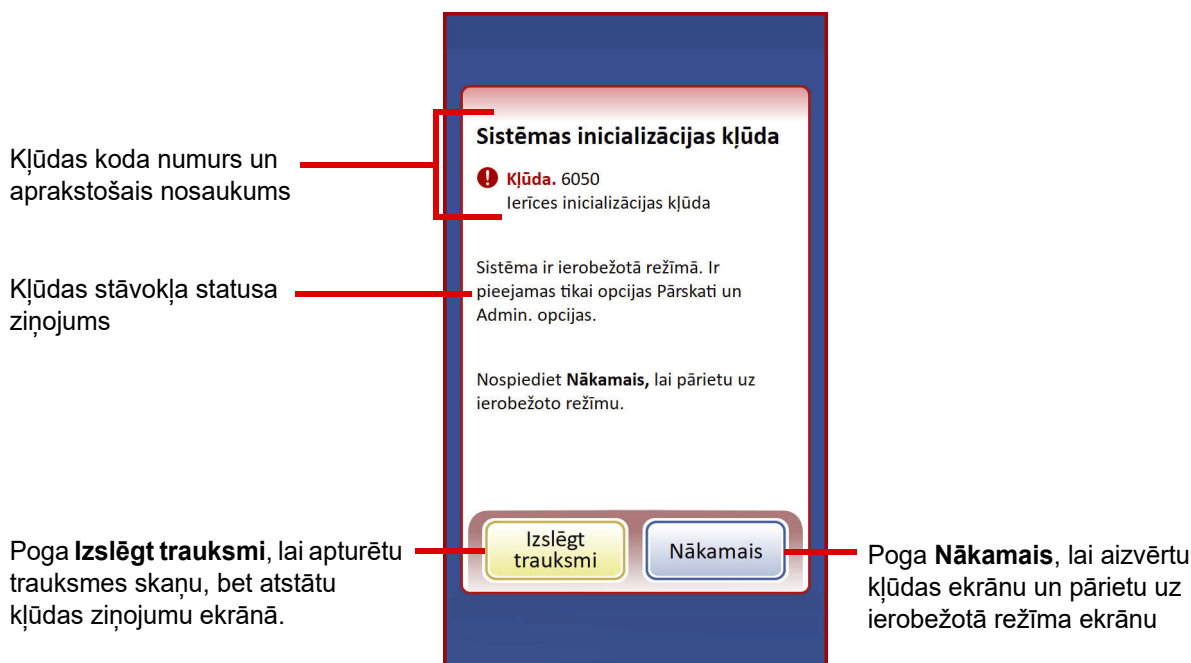 Kļūdas koda numurs un
aprakstošais nosaukums
Kļūdas stāvokļa statusa
ziņojums
Poga Izslēgt trauksmi, lai apturētu
trauksmes skaņu, bet atstātu
kļūdas ziņojumu ekrānā.
Sistēmas inicializācijas kļūda
Kļūda. 6050
Ierīces inicializācijas kļūda
Sistēma ir ierobežotā režīmā. Ir
pieejamas tikai opcijas Pārskati un
Admin. opcijas.
Nospiediet Nākamais, lai pārietu uz
ierobežoto režīmu.
Izslēgt
trauksmi
Nākamais
Poga Nākamais, lai aizvērtu
kļūdas ekrānu un pārietu uz
ierobežotā režīma ekrānu